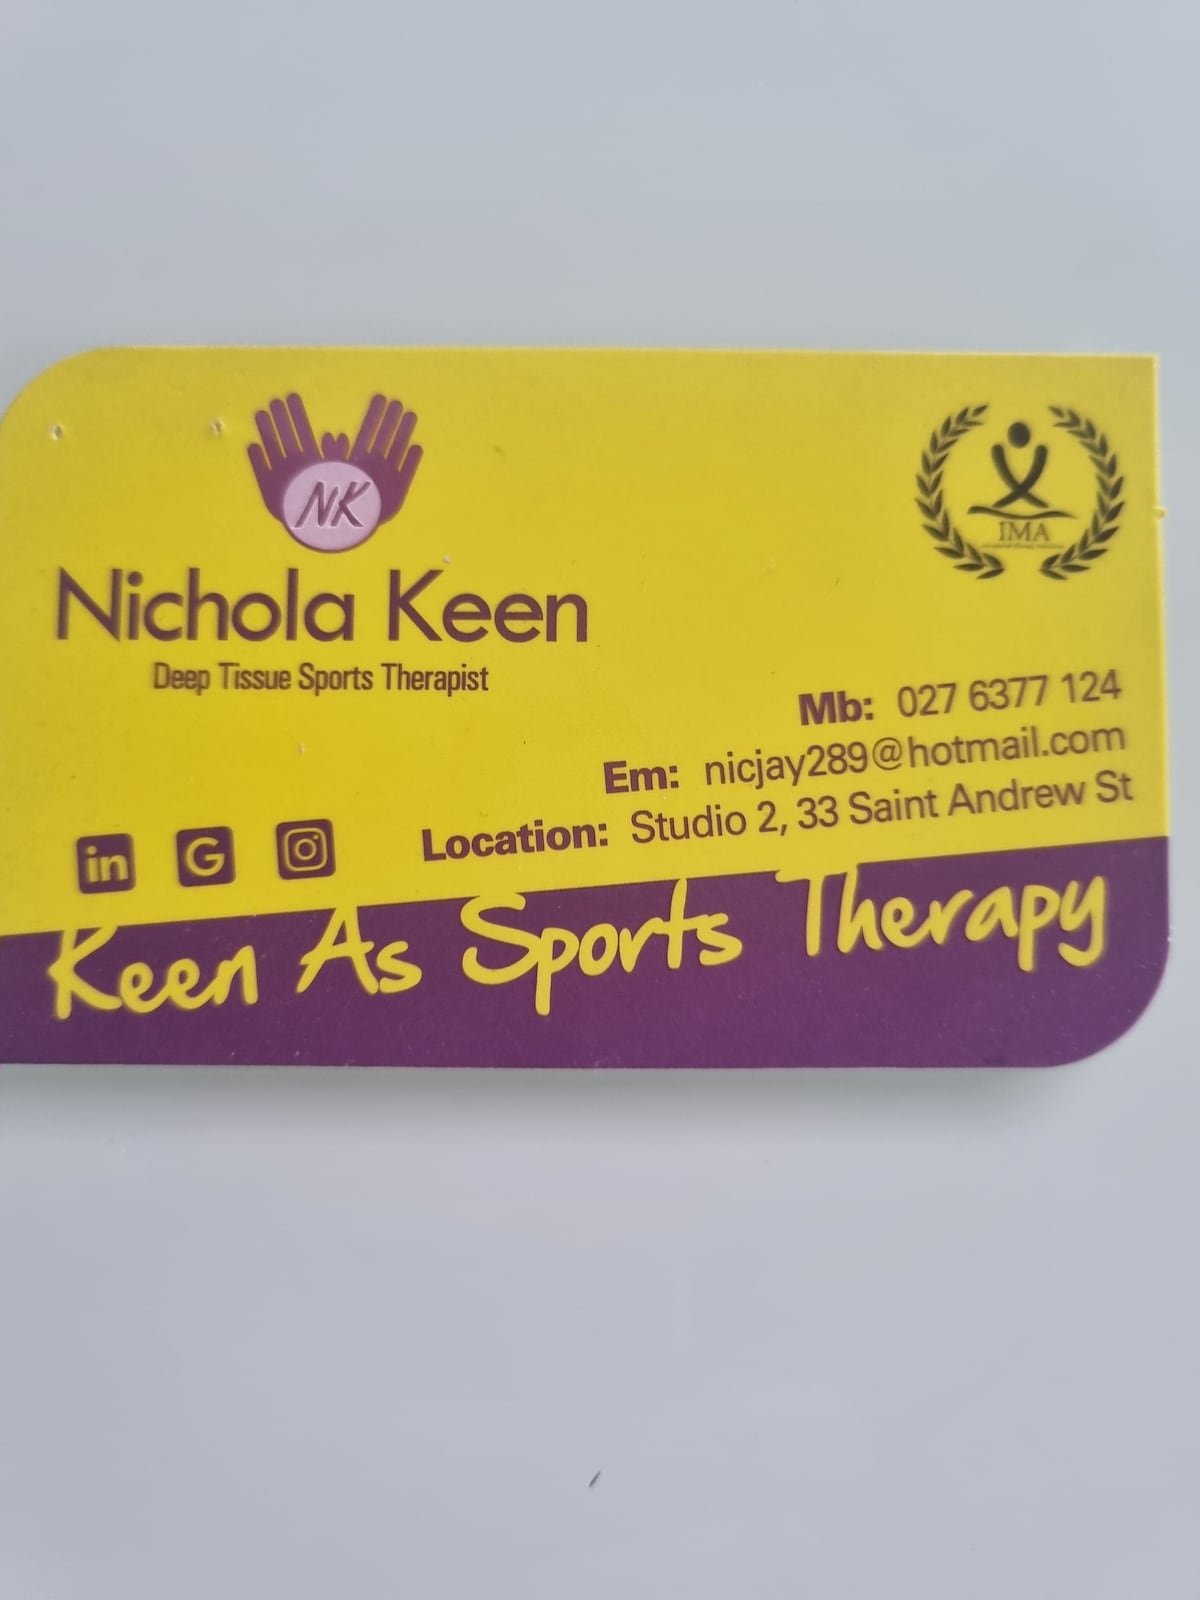 NK
Nichola Keen
Deep Tissue Sports Therapist
IMA
Mb: 027 6377 124
Em: nicjay289@hotmail.com
Location: Studio 2, 33 Saint Andrew St
in G
Keen As Sports Therapy